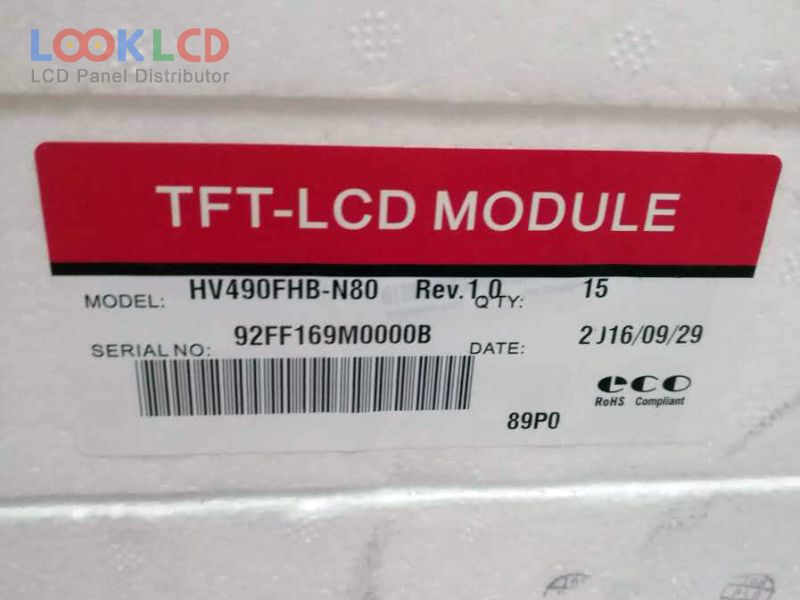 LOOKLCD
LCD Panel Distributor
TFT-LCD MODULE
MODEL: HV490FHB-N80 Rev.1.0 Q'TY: 15
SERIAL NO: 92FF169M0000B DATE: 2016/09/29
eco
RoHS Compliant
89P0